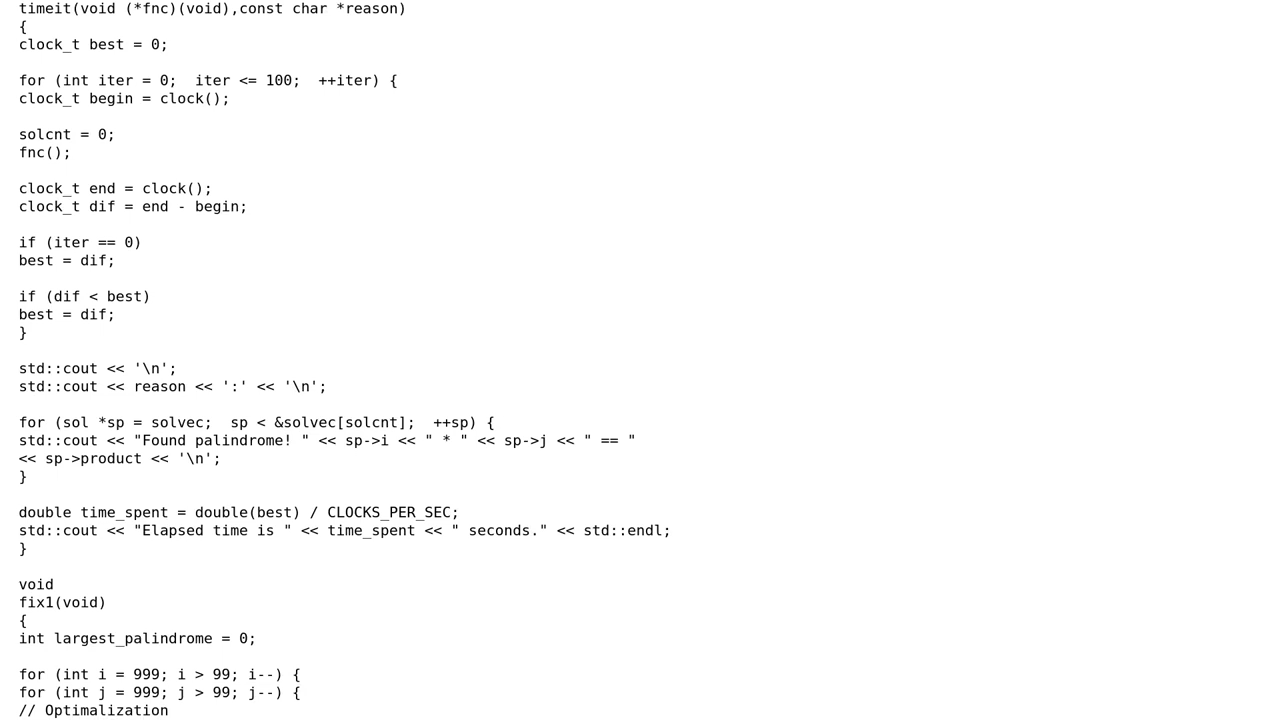 timeit(void (*fnc)(void),const char *reason)
{
clock_t best = 0;

for (int iter = 0;  iter <= 100;  ++iter) {
clock_t begin = clock();

solcnt = 0;
fnc();

clock_t end = clock();
clock_t dif = end - begin;

if (iter == 0)
best = dif;

if (dif < best)
best = dif;
}

std::cout << '\n';
std::cout << reason << ':' << '\n';

for (sol *sp = solvec;  sp < &solvec[solcnt];  ++sp) {
std::cout << "Found palindrome! " << sp->i << " * " << sp->j << " == "
<< sp->product << '\n';
}

double time_spent = double(best) / CLOCKS_PER_SEC;
std::cout << "Elapsed time is " << time_spent << " seconds." << std::endl;
}

void
fix1(void)
{
int largest_palindrome = 0;

for (int i = 999; i > 99; i--) {
for (int j = 999; j > 99; j--) {
// Optimalization